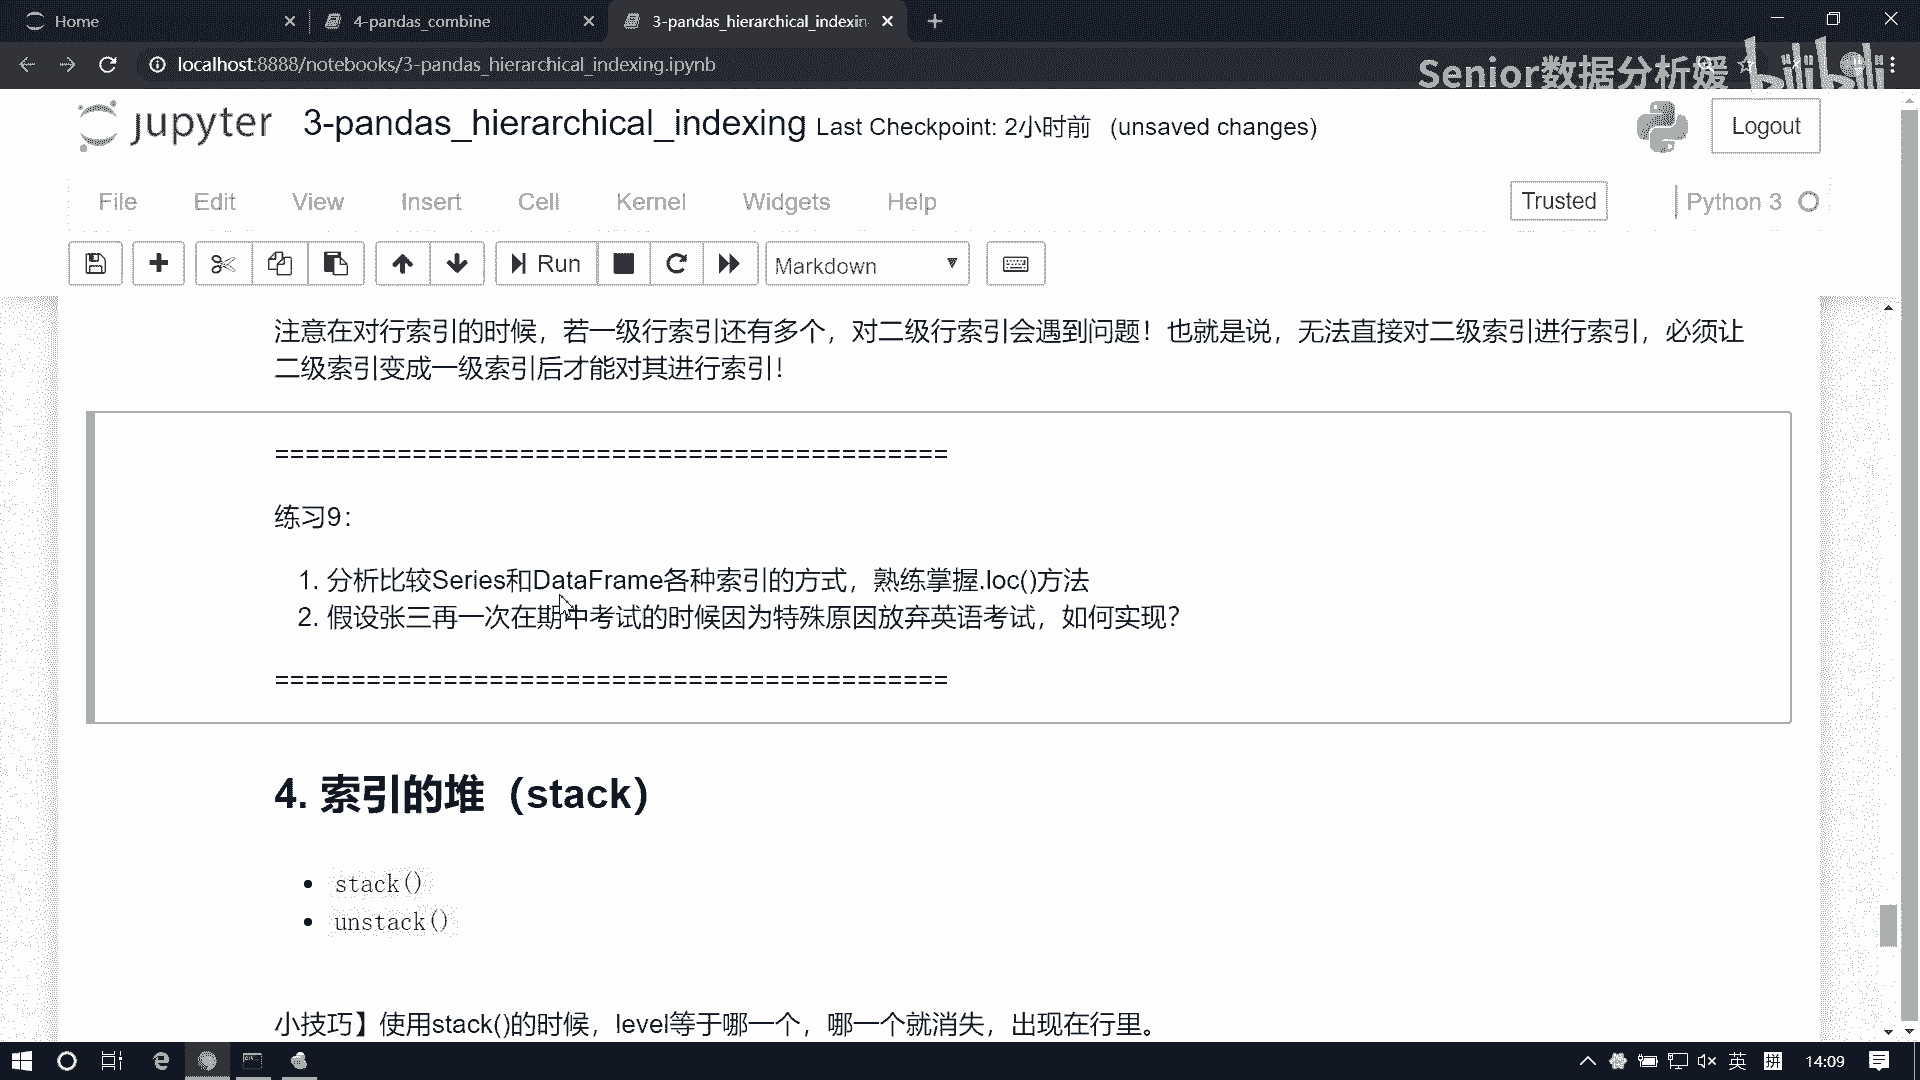 Home
4-pandas_combine
3-pandas_hierarchical_indexin
localhost:8888/notebooks/3-pandas_hierarchical_indexing.ipynb
Senior数据分析媛
bilibili
jupyter
3-pandas_hierarchical_indexing Last Checkpoint: 2小时前 (unsaved changes)
Logout
File Edit View Insert Cell Kernel Widgets Help
Trusted
Python 3
Run
Markdown
注意在对行索引的时候，若一级行索引还有多个，对二级行索引会遇到问题！也就是说，无法直接对二级索引进行索引，必须让
二级索引变成一级索引后才能对其进行索引！
============================================
练习9：
1. 分析比较Series和DataFrame各种索引的方式，熟练掌握.loc()方法
2. 假设张三再一次在期中考试的时候因为特殊原因放弃英语考试，如何实现？
============================================
4. 索引的堆（stack）
• stack()
• unstack()
小技巧】使用stack()的时候，level等于哪一个，哪一个就消失，出现在行里。
英
拼
14:09